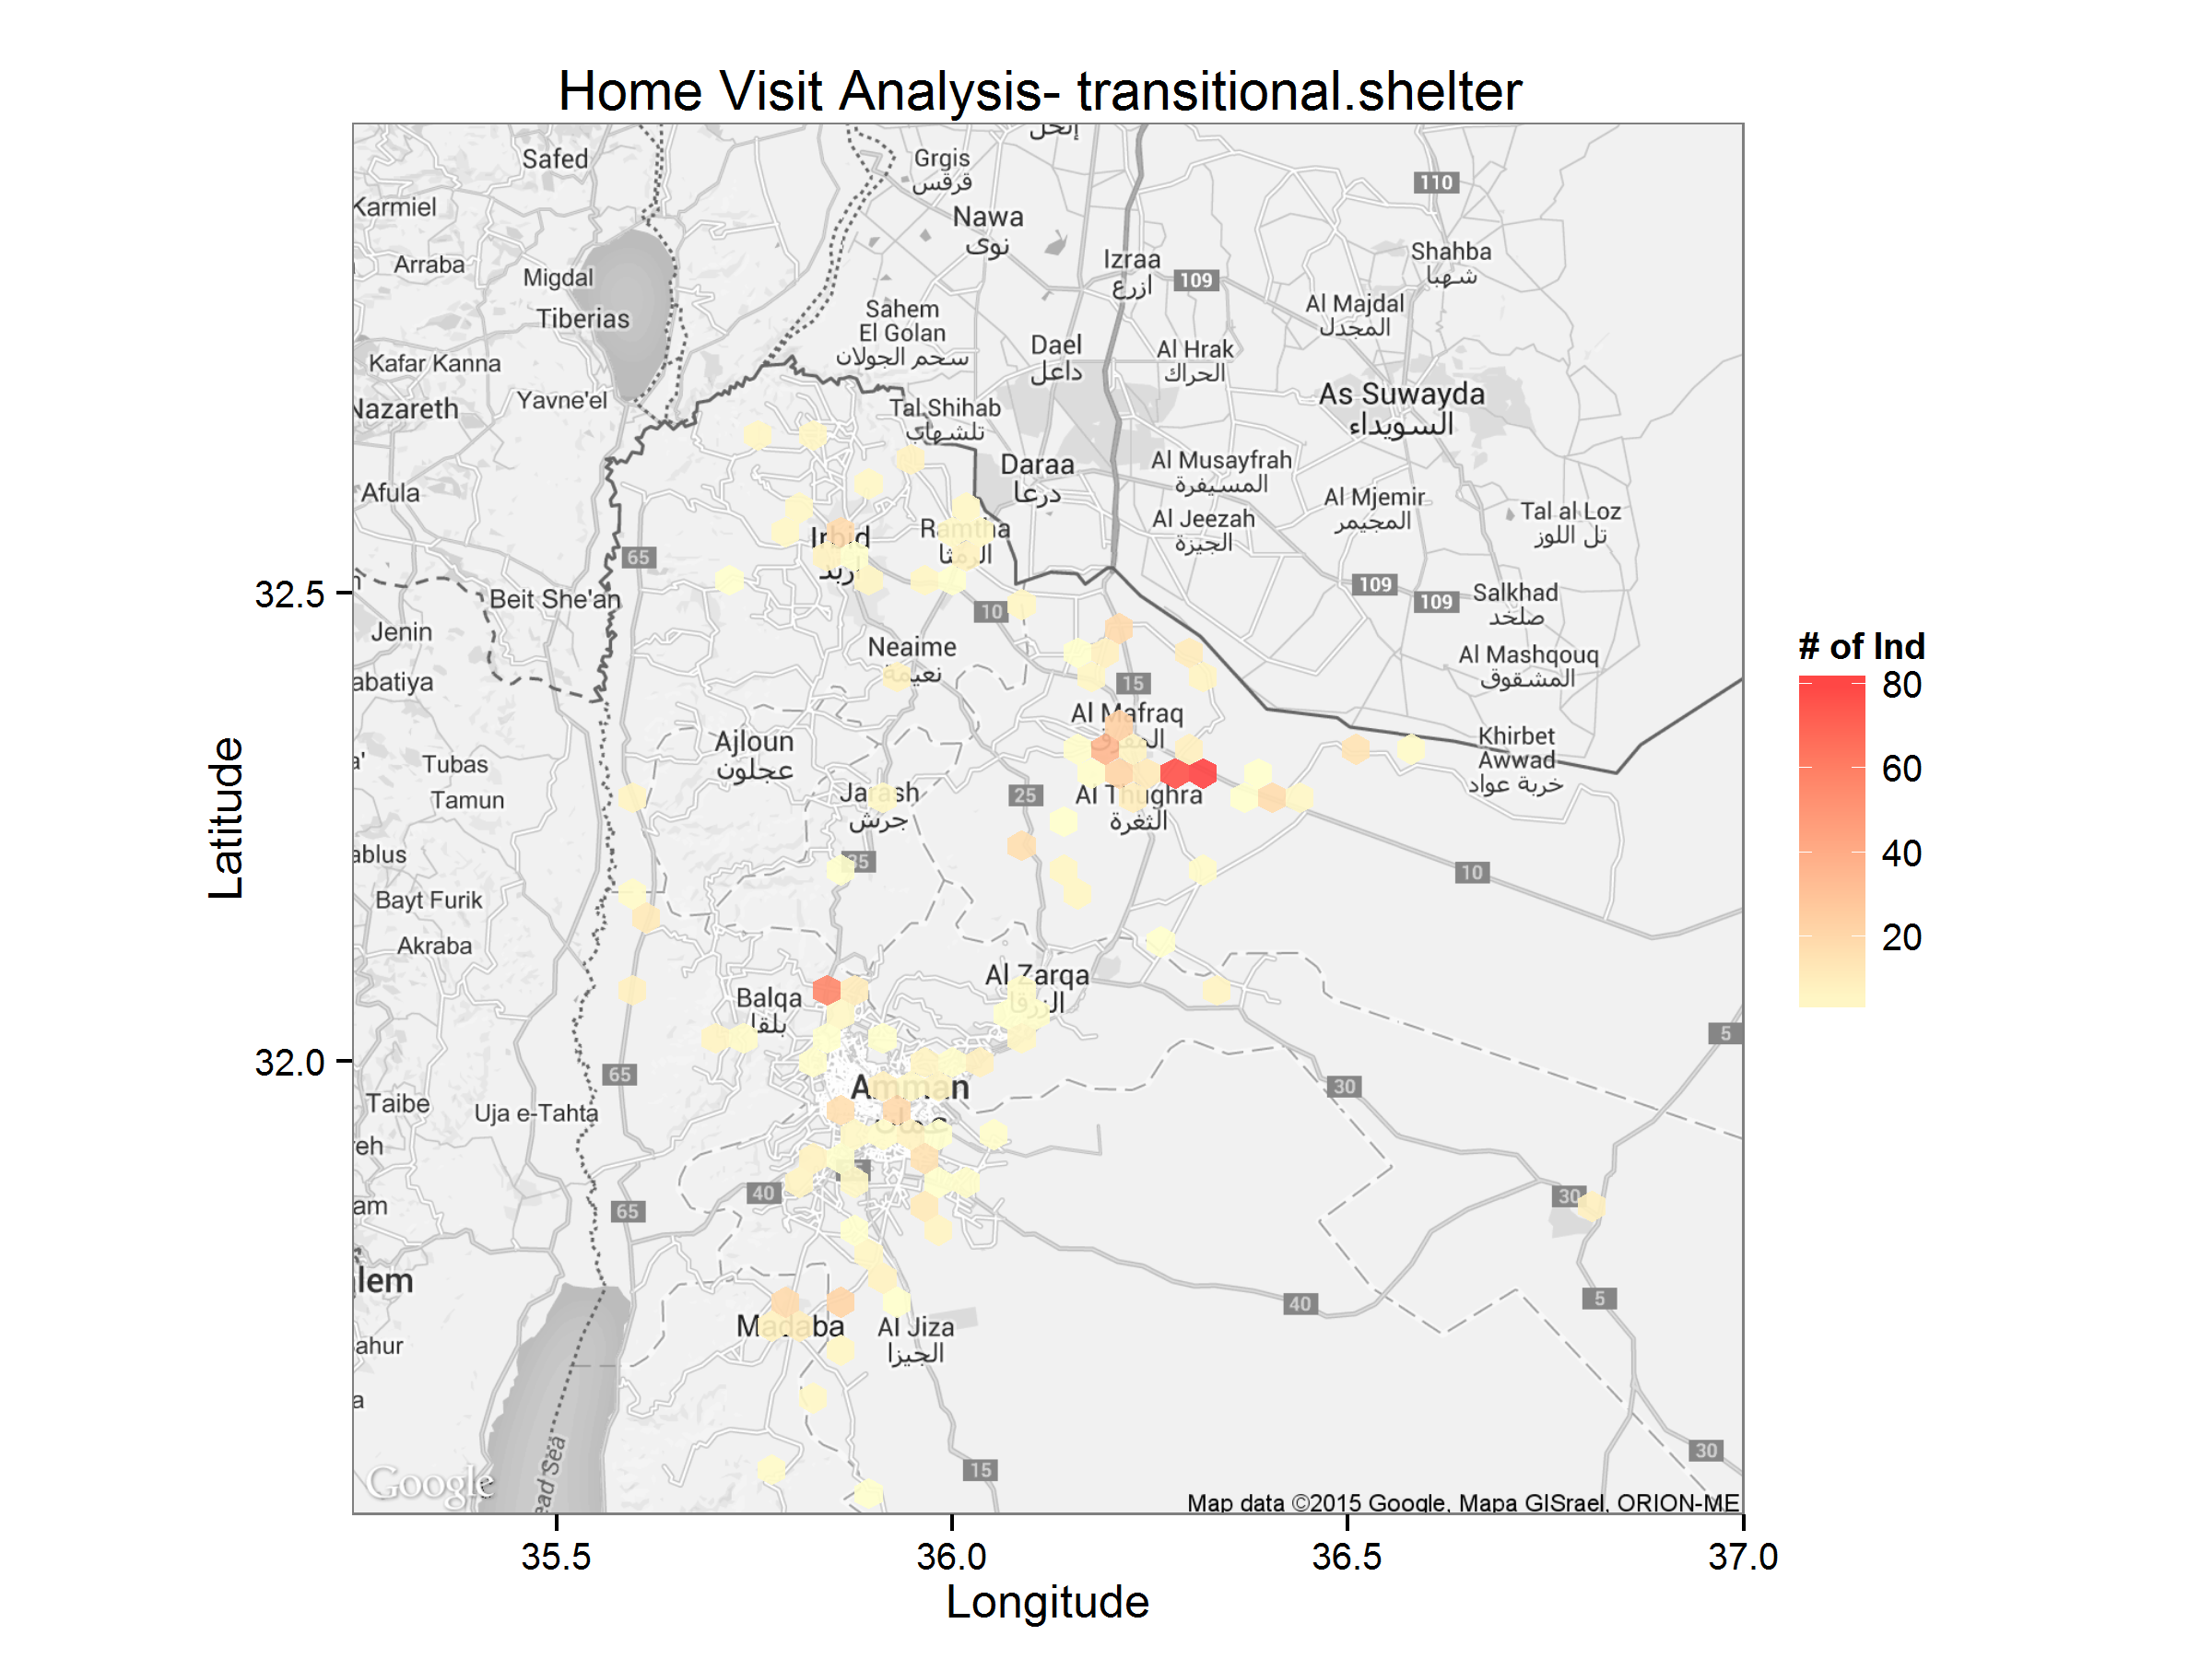 Home Visit Analysis- transitional.shelter
إنخل
Safed
Grgis
قرقس
110
Karmiel
Nawa
نوى
Arraba
Migdal
Izraa
ازرع
109
Shahba
شهبا
Tiberias
Sahem
El Golan
سحم الجولان
Al Majdal
المجدل
Kafar Kanna
Dael
داعل
Al Hrak
الحراك
Nazareth
Yavne'el
Tal Shihab
تلشهاب
As Suwayda
السويداء
Afula
Daraa
درعا
Al Musayfrah
المسيفرة
Al Mjemir
المجيمر
Tal al Loz
تل اللوز
Irbid
اربد
Ramtha
الرمثا
Al Jeezah
الجيزة
65
32.5
Beit She'an
10
109
109
Salkhad
صلخد
Jenin
Neaime
نعيمة
Al Mashqouq
المشقوق
abatiya
15
Al Mafraq
المفرق
Ajloun
عجلون
Khirbet
Awwad
خربة عواد
Tubas
Tamun
Jarash
جرش
25
Al Thughra
الثغرة
ablus
35
10
Bayt Furik
Akraba
Balqa
بلقا
Al Zarqa
الزرقا
5
32.0
65
Amman
عمان
30
Taibe
Uja e-Tahta
reh
am
40
65
30
lem
40
5
Madaba
Al Jiza
الجيزا
ahur
a
ead Sea
15
30
Google
Map data ©2015 Google, Mapa GISrael, ORION-ME
35.5
36.0
36.5
37.0
Longitude
Latitude
# of Ind
80
60
40
20